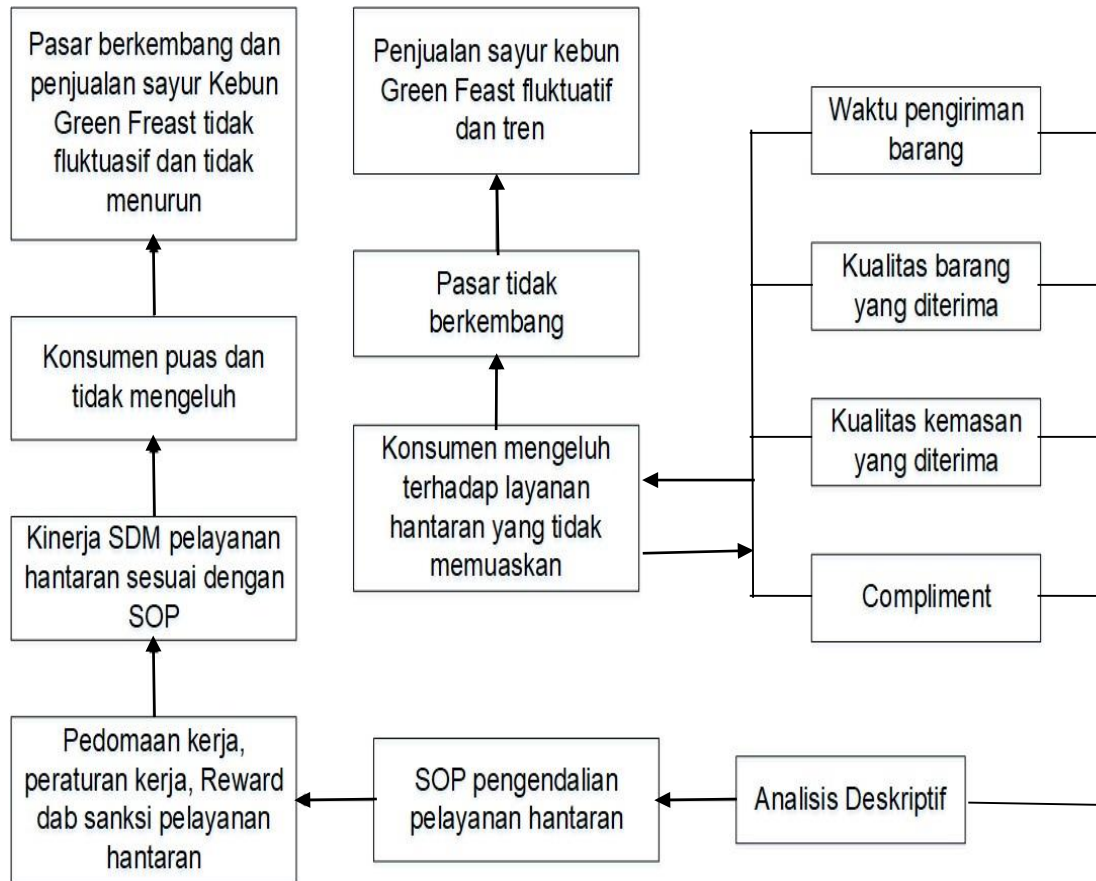 Pasar berkembang dan
penjualan sayur Kebun
Green Freast tidak
fluktuasif dan tidak
menurun
Penjualan sayur kebun
Green Feast fluktuatif
dan tren
Waktu pengiriman
barang
Pasar tidak
berkembang
Kualitas barang
yang diterima
Konsumen puas dan
tidak mengeluh
Konsumen mengeluh
terhadap layanan
hantaran yang tidak
memuaskan
Kualitas kemasan
yang diterima
Kinerja SDM pelayanan
hantaran sesuai dengan
SOP
Compliment
Pedomaan kerja,
peraturan kerja, Reward
dab sanksi pelayanan
hantaran
SOP pengendalian
pelayanan hantaran
Analisis Deskriptif